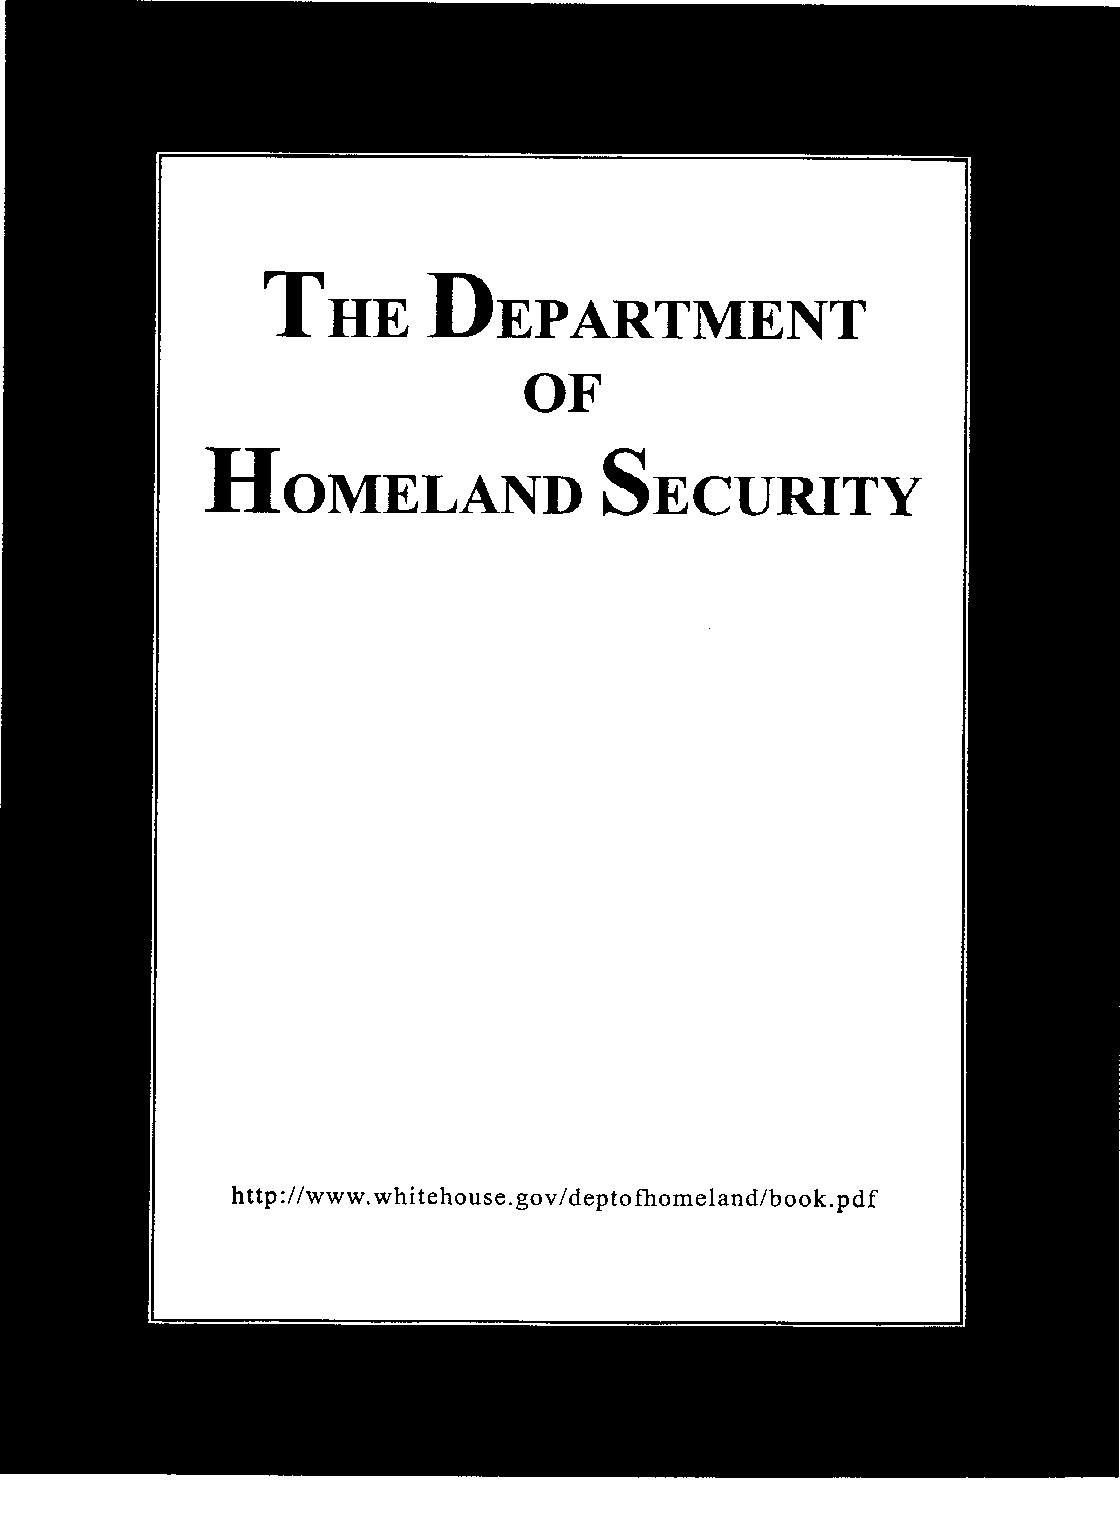 THE DEPARTMENT
OF
HOMELAND SECURITY
http://www.whitehouse.gov/deptofhomeland/book.pdf